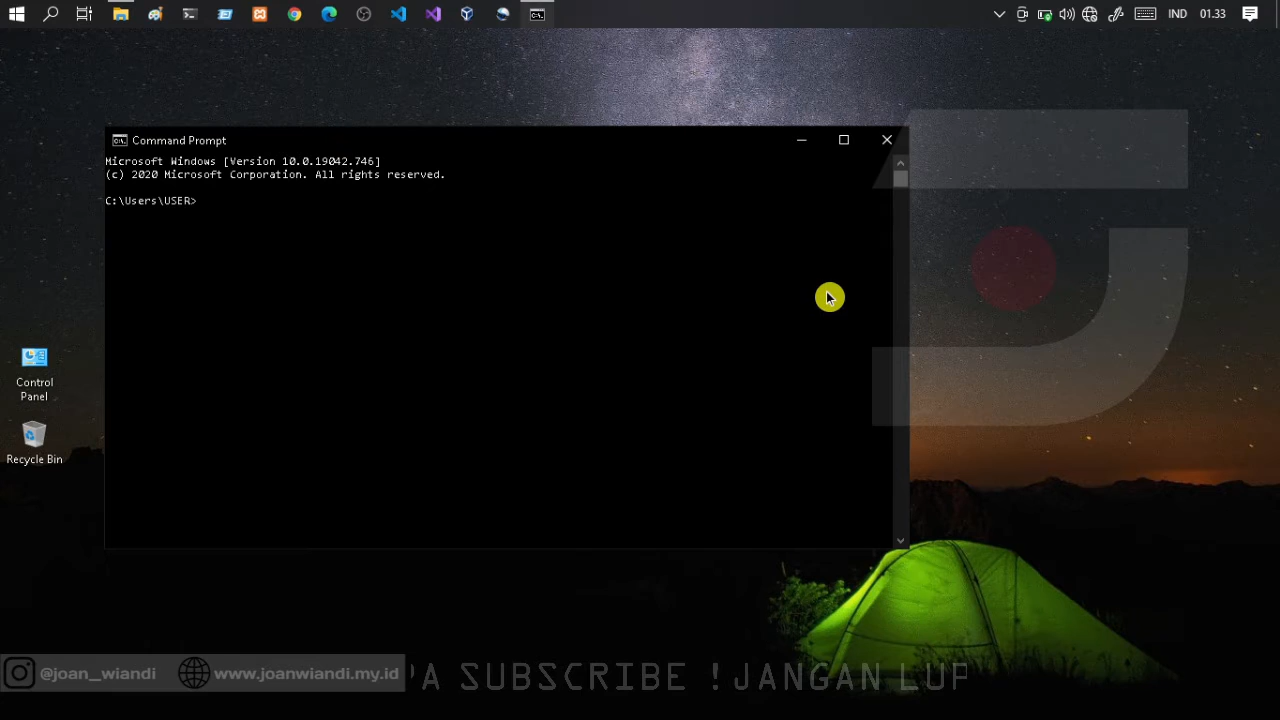 IND 01.33
Command Prompt
Microsoft Windows [Version 10.0.19042.746]
(c) 2020 Microsoft Corporation. All rights reserved.
C:\Users\USER>
Control
Panel
Recycle Bin
@joan_wiandi www.joanwiandi.my.id PA SUBSCRIBE !JANGAN LUP